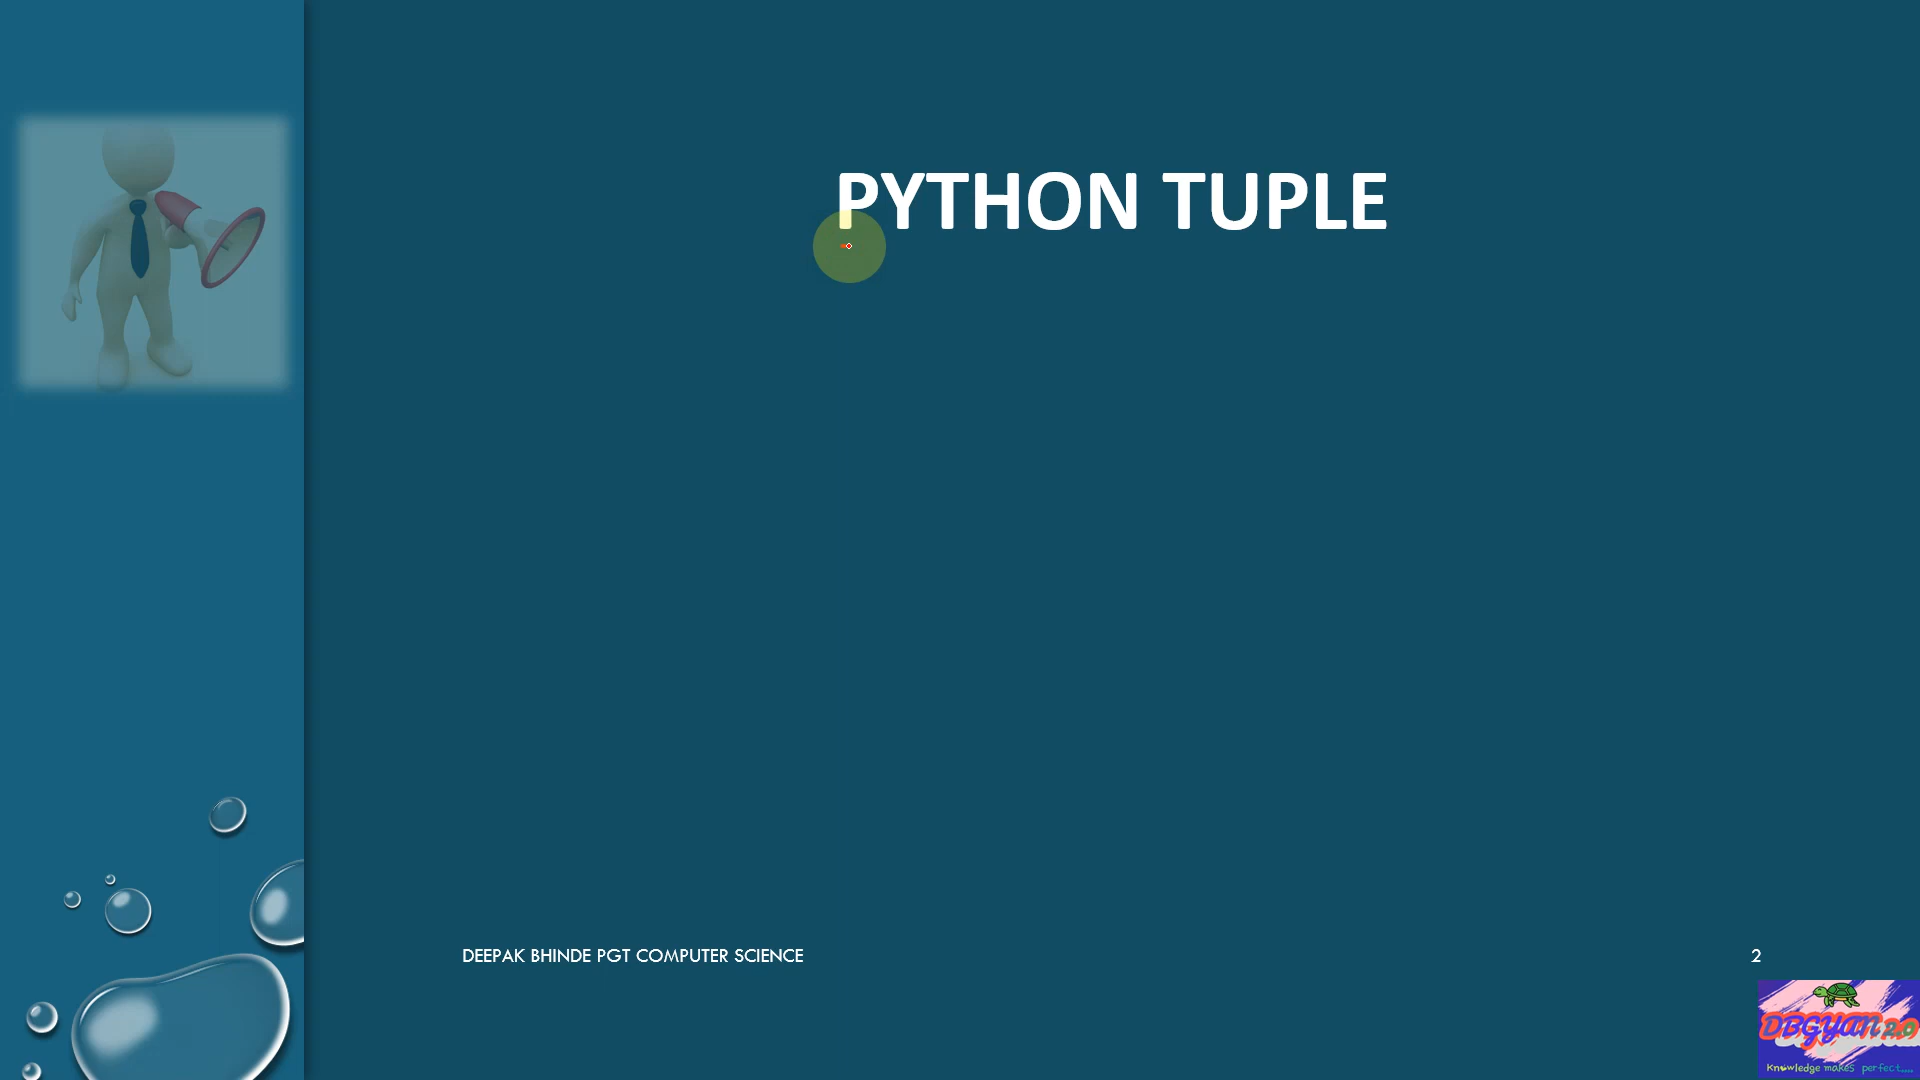 PYTHON TUPLE
DEEPAK BHINDE PGT COMPUTER SCIENCE
2
DBGYAN 2.0
Knowledge makes perfect....